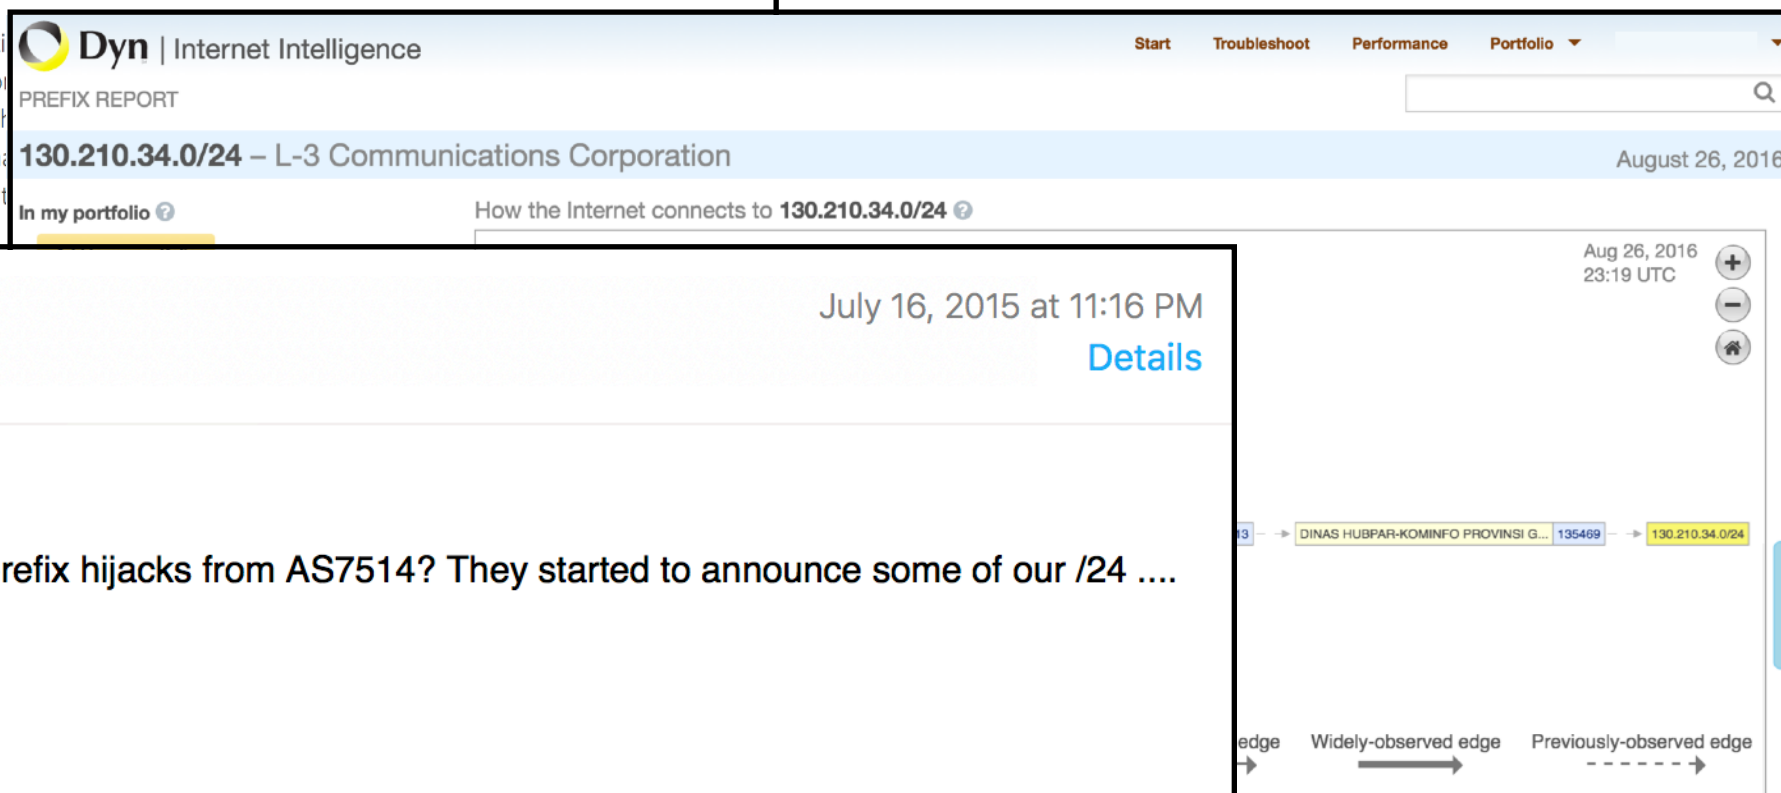 Dyn | Internet Intelligence
Start Troubleshoot Performance Portfolio
PREFIX REPORT
130.210.34.0/24 – L-3 Communications Corporation
August 26, 2016
In my portfolio
How the Internet connects to 130.210.34.0/24
Aug 26, 2016
23:19 UTC
July 16, 2015 at 11:16 PM
Details
13 DINAS HUBPAR-KOMINFO PROVINSI G... 135469 130.210.34.0/24
refix hijacks from AS7514? They started to announce some of our /24 ....
edge Widely-observed edge Previously-observed edge